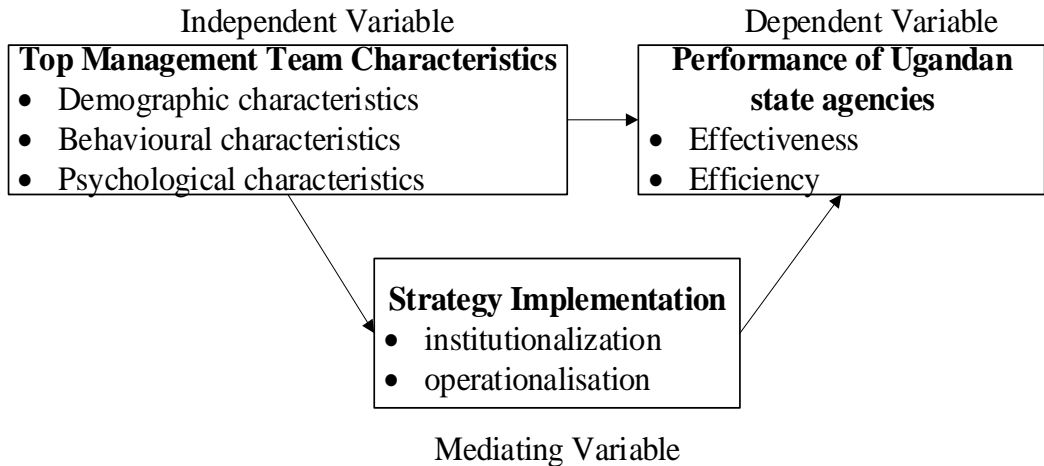 Independent Variable
Top Management Team Characteristics
• Demographic characteristics
• Behavioural characteristics
• Psychological characteristics
Dependent Variable
Performance of Ugandan
state agencies
• Effectiveness
• Efficiency
Strategy Implementation
• institutionalization
• operationalisation
Mediating Variable